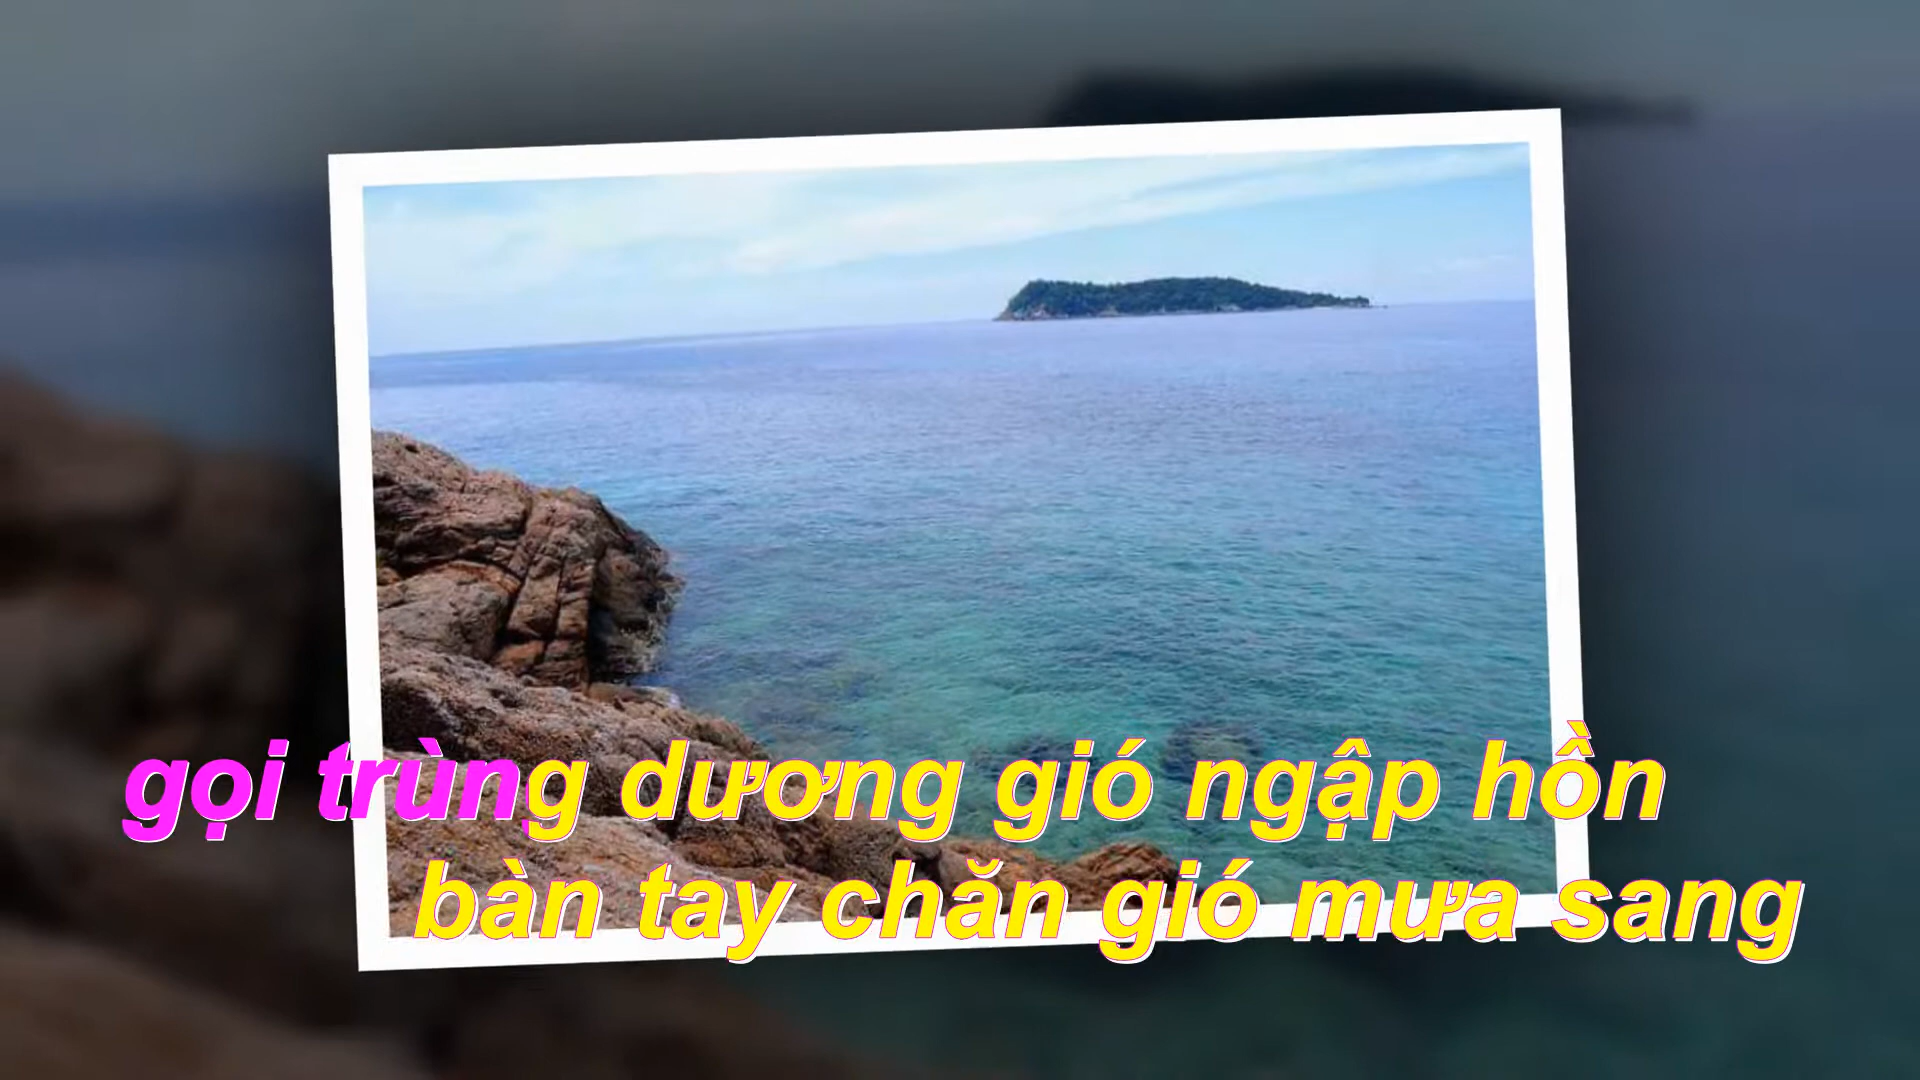 gọi trùng dương gió ngập hồn
bàn tay chăn gió mưa sang